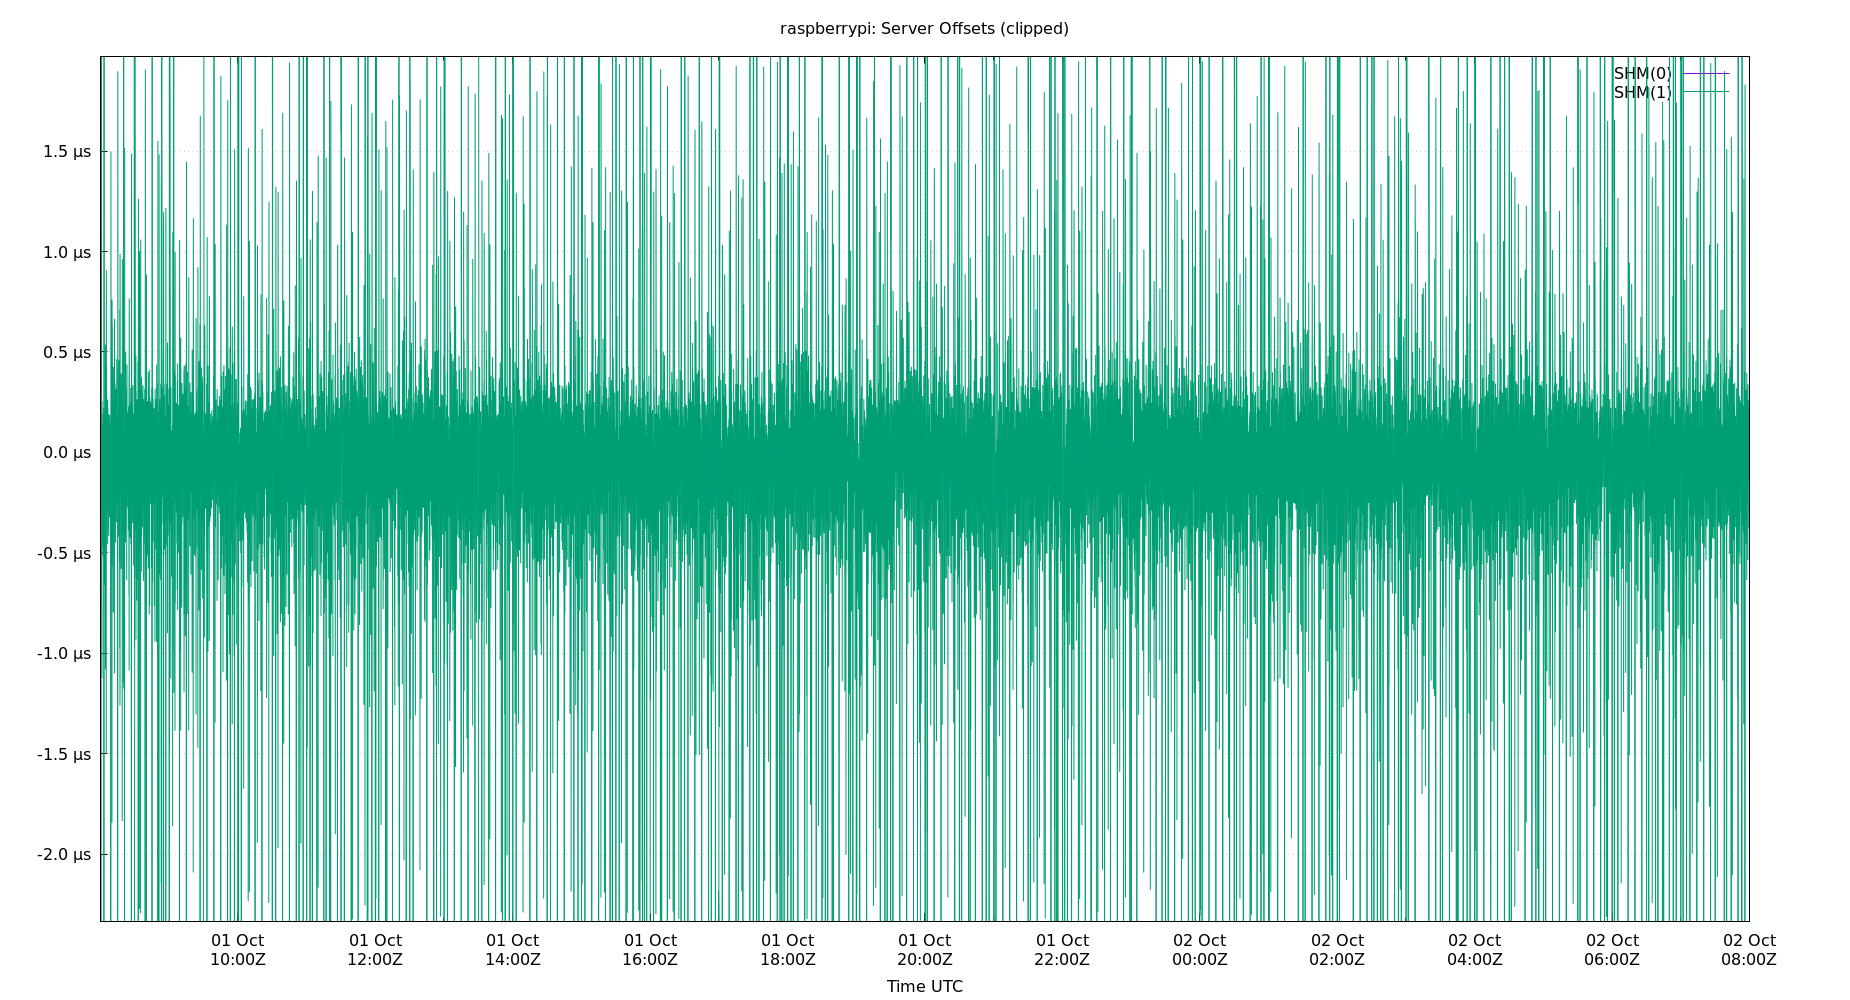 raspberrypi: Server Offsets (clipped)
SHM(0)
SHM(1)
1.5 µs
1.0 µs
0.5 µs
0.0 µs
-0.5 µs
-1.0 µs
-1.5 µs
-2.0 µs
01 Oct 01 Oct 01 Oct 01 Oct 01 Oct 01 Oct 01 Oct 02 Oct 02 Oct 02 Oct 02 Oct 02 Oct
10:00Z 12:00Z 14:00Z 16:00Z 18:00Z 20:00Z 22:00Z 00:00Z 02:00Z 04:00Z 06:00Z 08:00Z
Time UTC